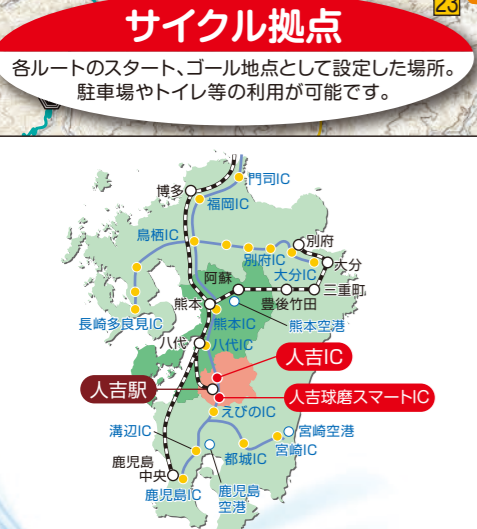 23
サイクル拠点
各ルートのスタート、ゴール地点として設定した場所。
駐車場やトイレ等の利用が可能です。
門司IC
博多
福岡IC
鳥栖IC
別府
別府IC
大分
大分IC
阿蘇
三重町
豊後竹田
長崎多良見IC
熊本
熊本IC
熊本空港
八代
八代IC
人吉IC
人吉駅
人吉球磨スマートIC
えびのIC
溝辺IC
宮崎空港
宮崎IC
都城IC
鹿児島
中央
鹿児島IC
鹿児島
空港